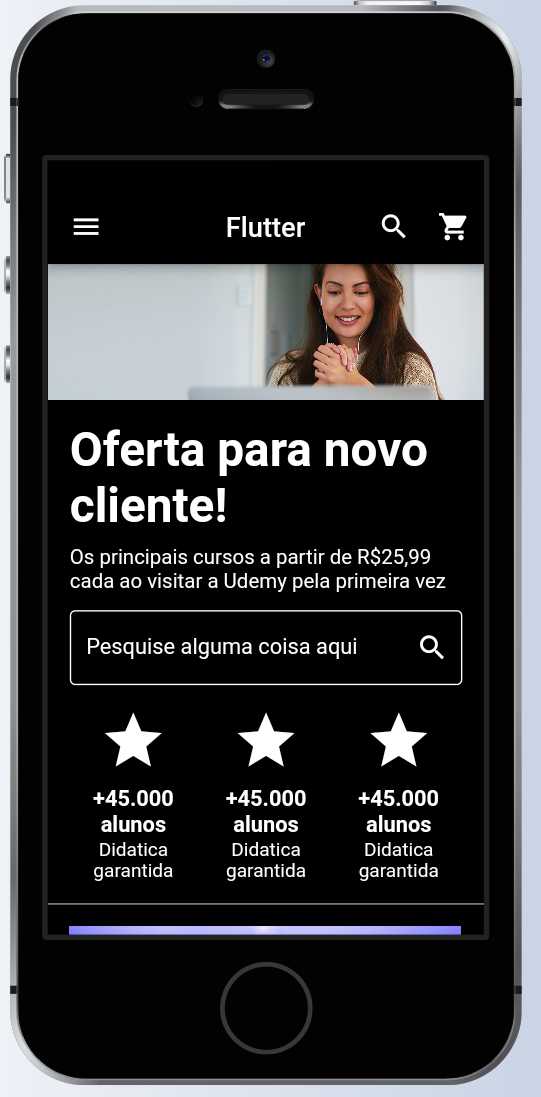 Flutter
Oferta para novo
cliente!
Os principais cursos a partir de R$25,99
cada ao visitar a Udemy pela primeira vez
Pesquise alguma coisa aqui
+45.000 +45.000 +45.000
alunos alunos alunos
Didatica Didatica Didatica
garantida garantida garantida